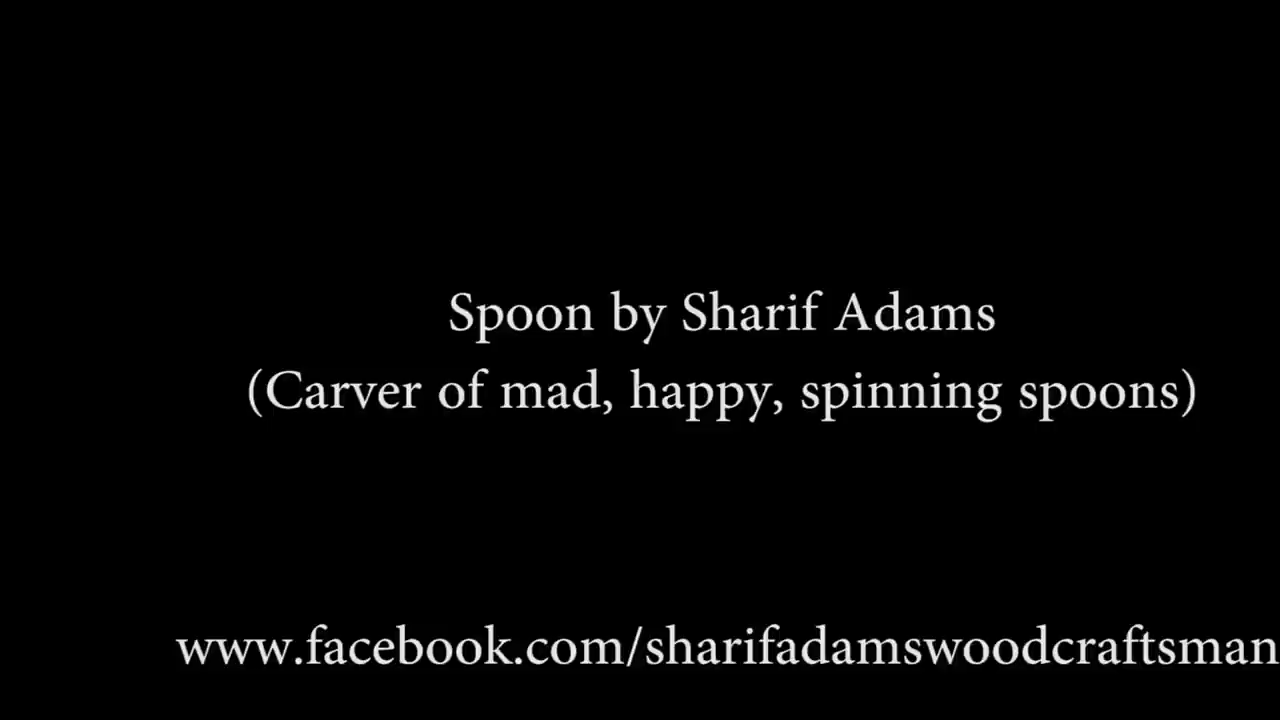 Spoon by Sharif Adams
(Carver of mad, happy, spinning spoons)
www.facebook.com/sharifadamswoodcraftsman